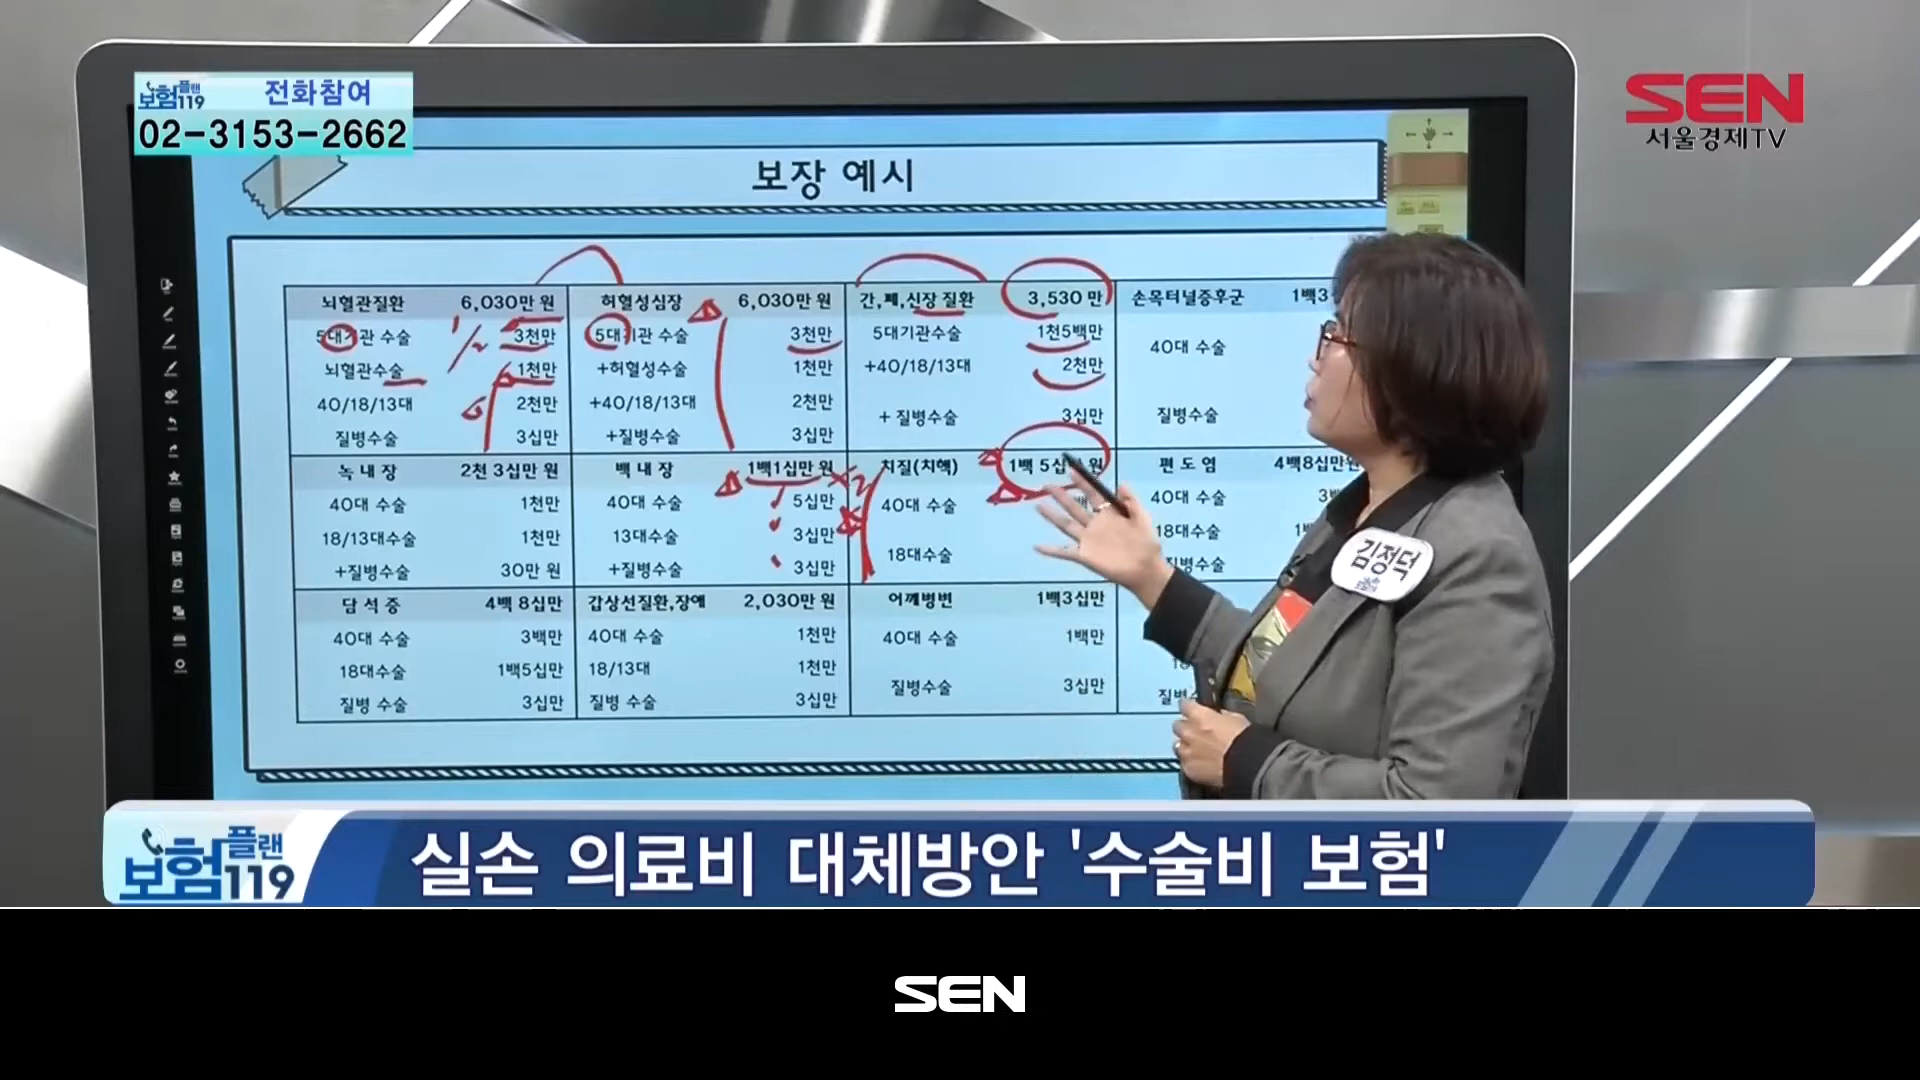 보험플랜119 전화참여
02-3153-2662
SEN
서울경제TV
보장 예시
뇌혈관질환 6,030만 원 허혈성심장 6,030만 원 간,폐,신장 질환 3,530 만 손목터널증후군
5대기관 수술 3천만 5대기관 수술 3천만 5대기관수술 1천5백만 40대 수술
뇌혈관수술 1천만 +허혈성수술 1천만 +40/18/13대 2천만
40/18/13대 2천만 +40/18/13대 2천만 + 질병수술 3십만 질병수술
질병수술 3십만 +질병수술 3십만
녹 내 장 2천 3십만 원 백 내 장 1백1십만 원 치질(치핵) 1백 5십만 원 편 도 염 4백8십만원
40대 수술 1천만 40대 수술 5십만 40대 수술 40대 수술
18/13대수술 1천만 13대수술 3십만 18대수술 18대수술
+질병수술 30만 원 +질병수술 3십만 질병수술
담 석 증 4백 8십만 갑상선질환,장애 2,030만 원 어깨병변 1백3십만
40대 수술 3백만 40대 수술 1천만 40대 수술 1백만
18대수술 1백5십만 18/13대 1천만 질병수술 3십만
질병 수술 3십만 질병 수술 3십만
김정덕
보험플랜119
실손 의료비 대체방안 '수술비 보험'
SEN